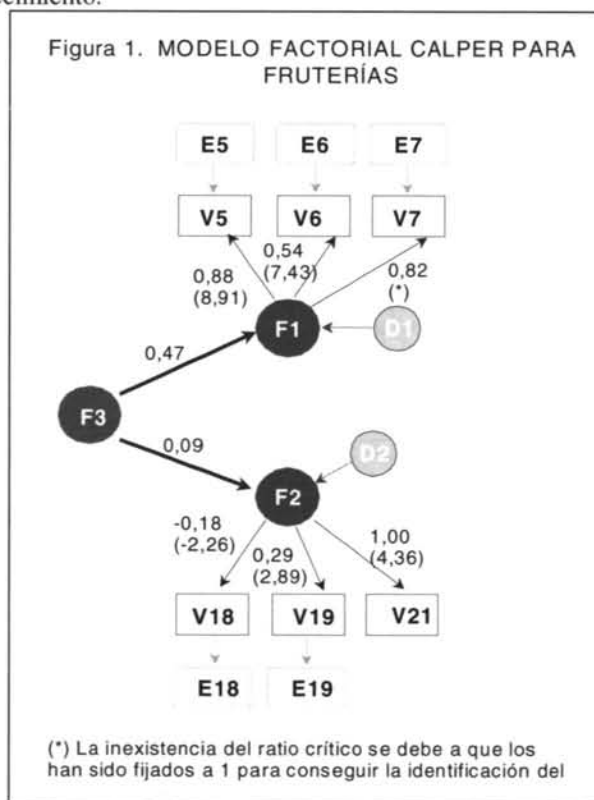 cimiento.
Figura 1. MODELO FACTORIAL CALPER PARA
FRUTERÍAS
E5 E6 E7
V5 V6 V7
0,88
(8,91)
0,54
(7,43)
0,82
(*)
F1
D1
0,47
F3
0,09
D2
F2
-0,18
(-2,26)
0,29
(2,89)
1,00
(4,36)
V18 V19 V21
E18 E19
(*) La inexistencia del ratio crítico se debe a que los
han sido fijados a 1 para conseguir la identificación del